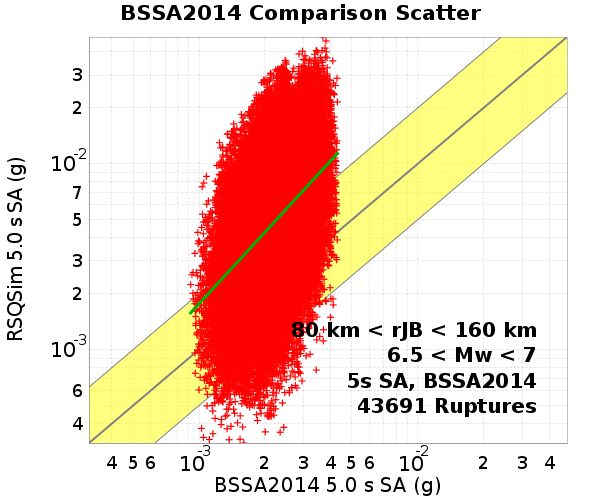 BSSA2014 Comparison Scatter
RSQSim 5.0 s SA (g)
3
2
10-2
7
5
3
2
10-3
6
4
80 km < rJB < 160 km
6.5 < Mw < 7
5s SA, BSSA2014
43691 Ruptures
4 5 6 10-3 2 3 4 5 6 10-2 2 3 4
BSSA2014 5.0 s SA (g)